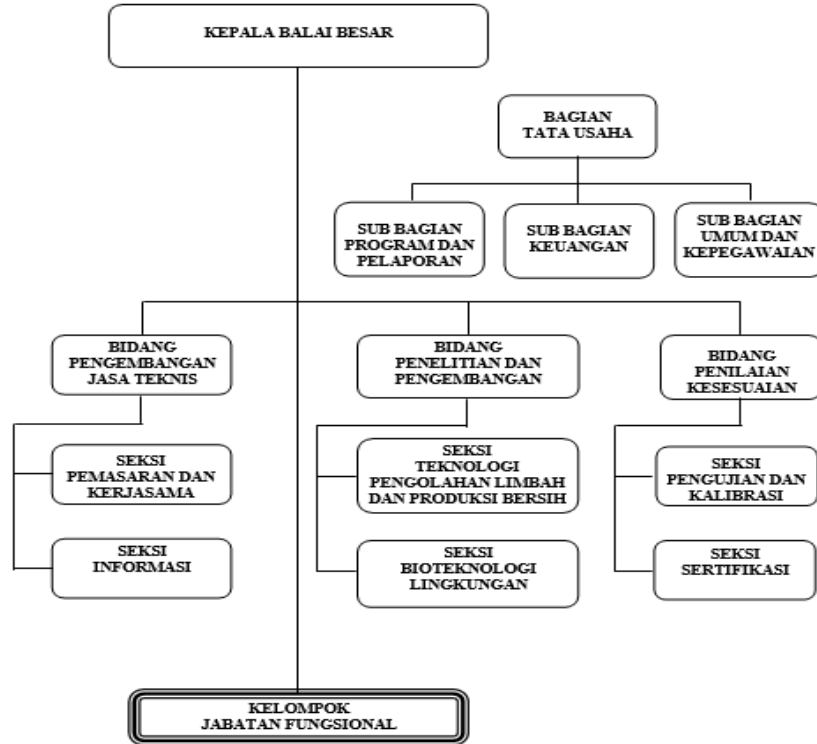 KEPALA BALAI BESAR
BAGIAN
TATA USAHA
SUB BAGIAN
PROGRAM DAN
PELAPORAN
SUB BAGIAN
KEUANGAN
SUB BAGIAN
UMUM DAN
KEPEGAWAIAN
BIDANG
PENGEMBANGAN
JASA TEKNIS
BIDANG
PENELITIAN DAN
PENGEMBANGAN
BIDANG
PENILAIAN
KESESUAIAN
SEKSI
PEMASARAN DAN
KERJASAMA
SEKSI
TEKNOLOGI
PENGOLAHAN LIMBAH
DAN PRODUKSI BERSIH
SEKSI
PENGUJIAN DAN
KALIBRASI
SEKSI
INFORMASI
SEKSI
BIOTEKNOLOGI
LINGKUNGAN
SEKSI
SERTIFIKASI
KELOMPOK
JABATAN FUNGSIONAL